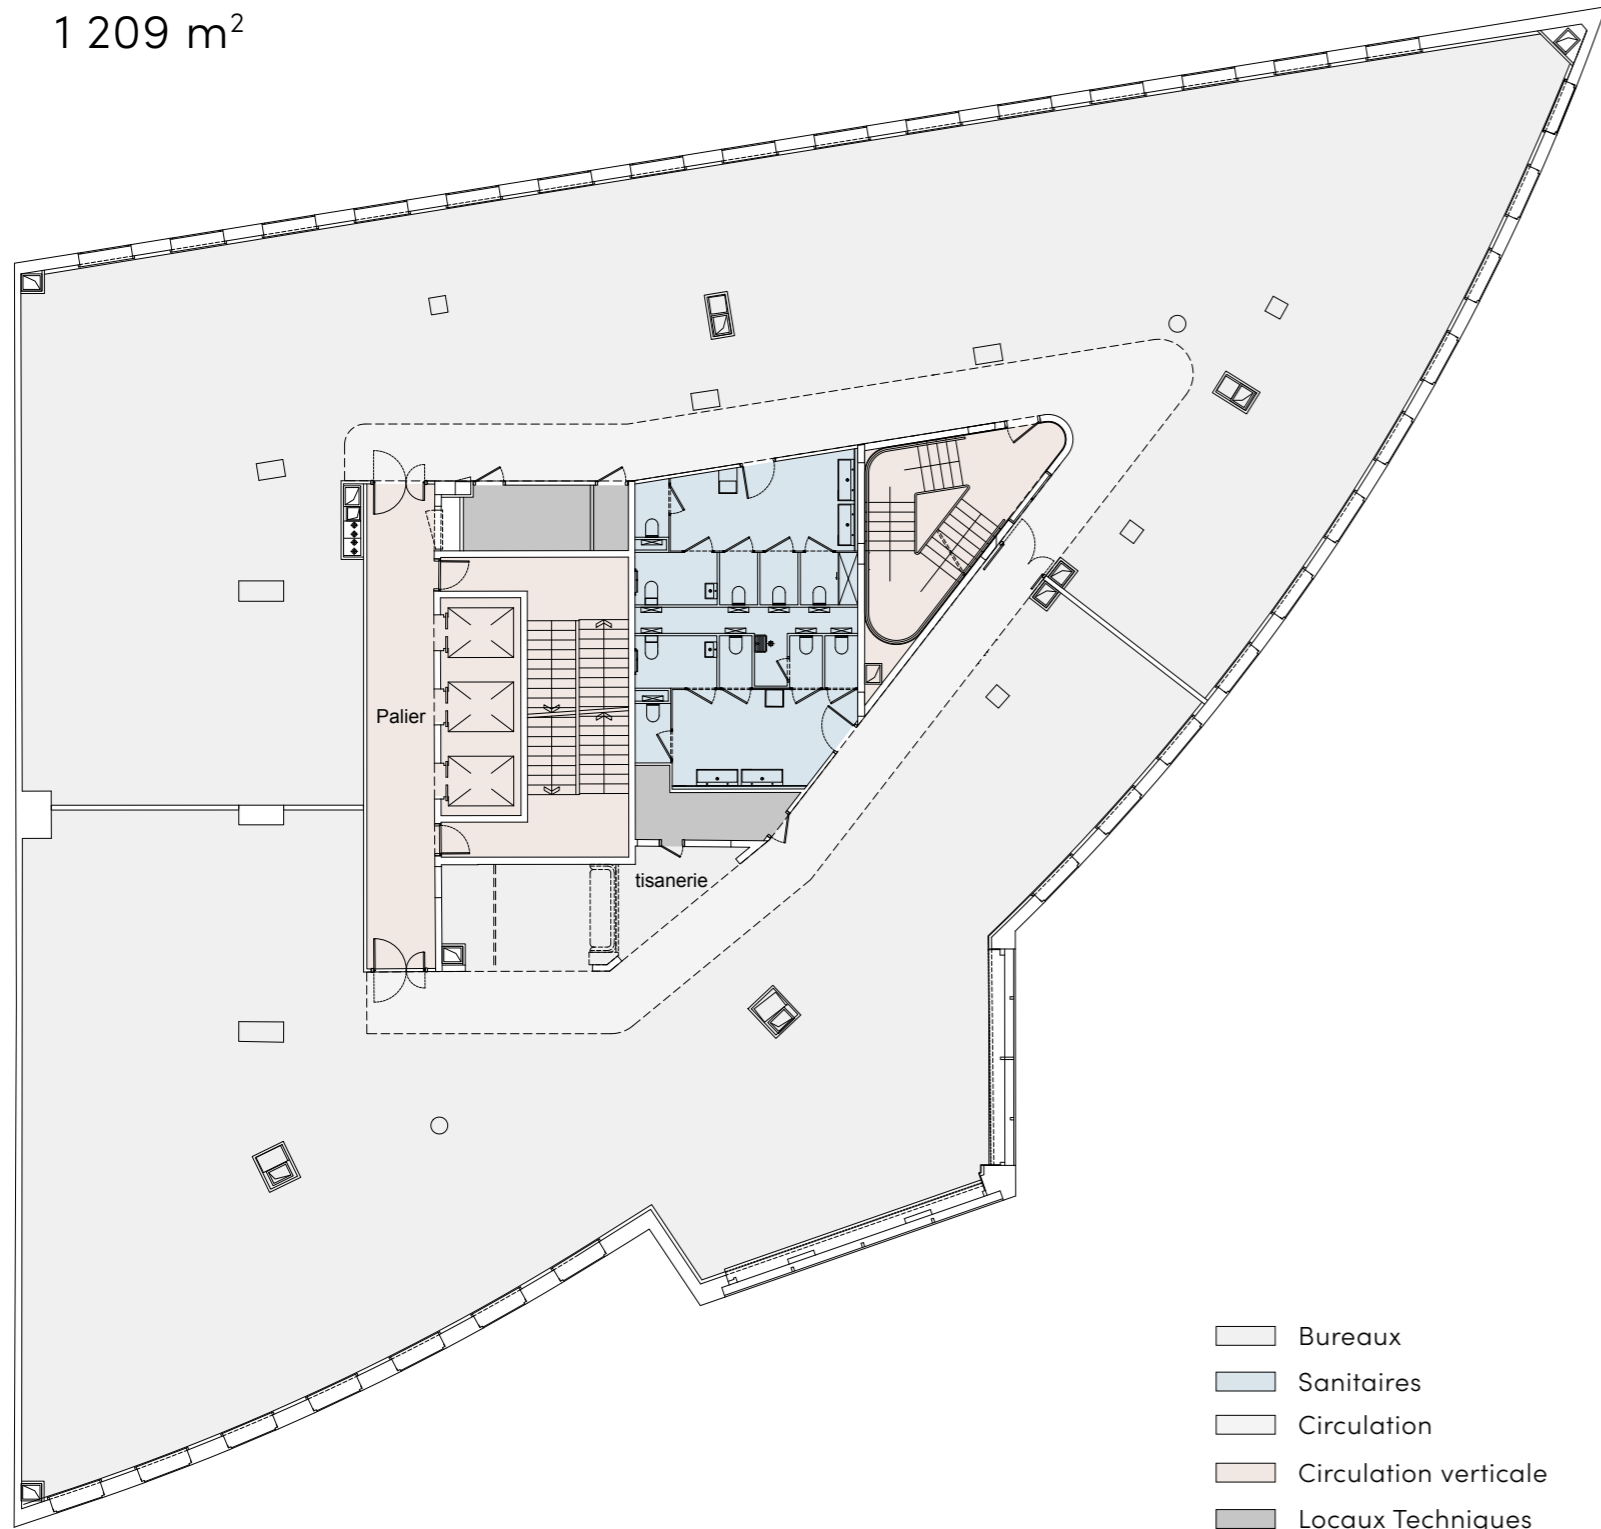 1 209 m²
Palier
tisanerie
Bureaux
Sanitaires
Circulation
Circulation verticale
Locaux Techniques